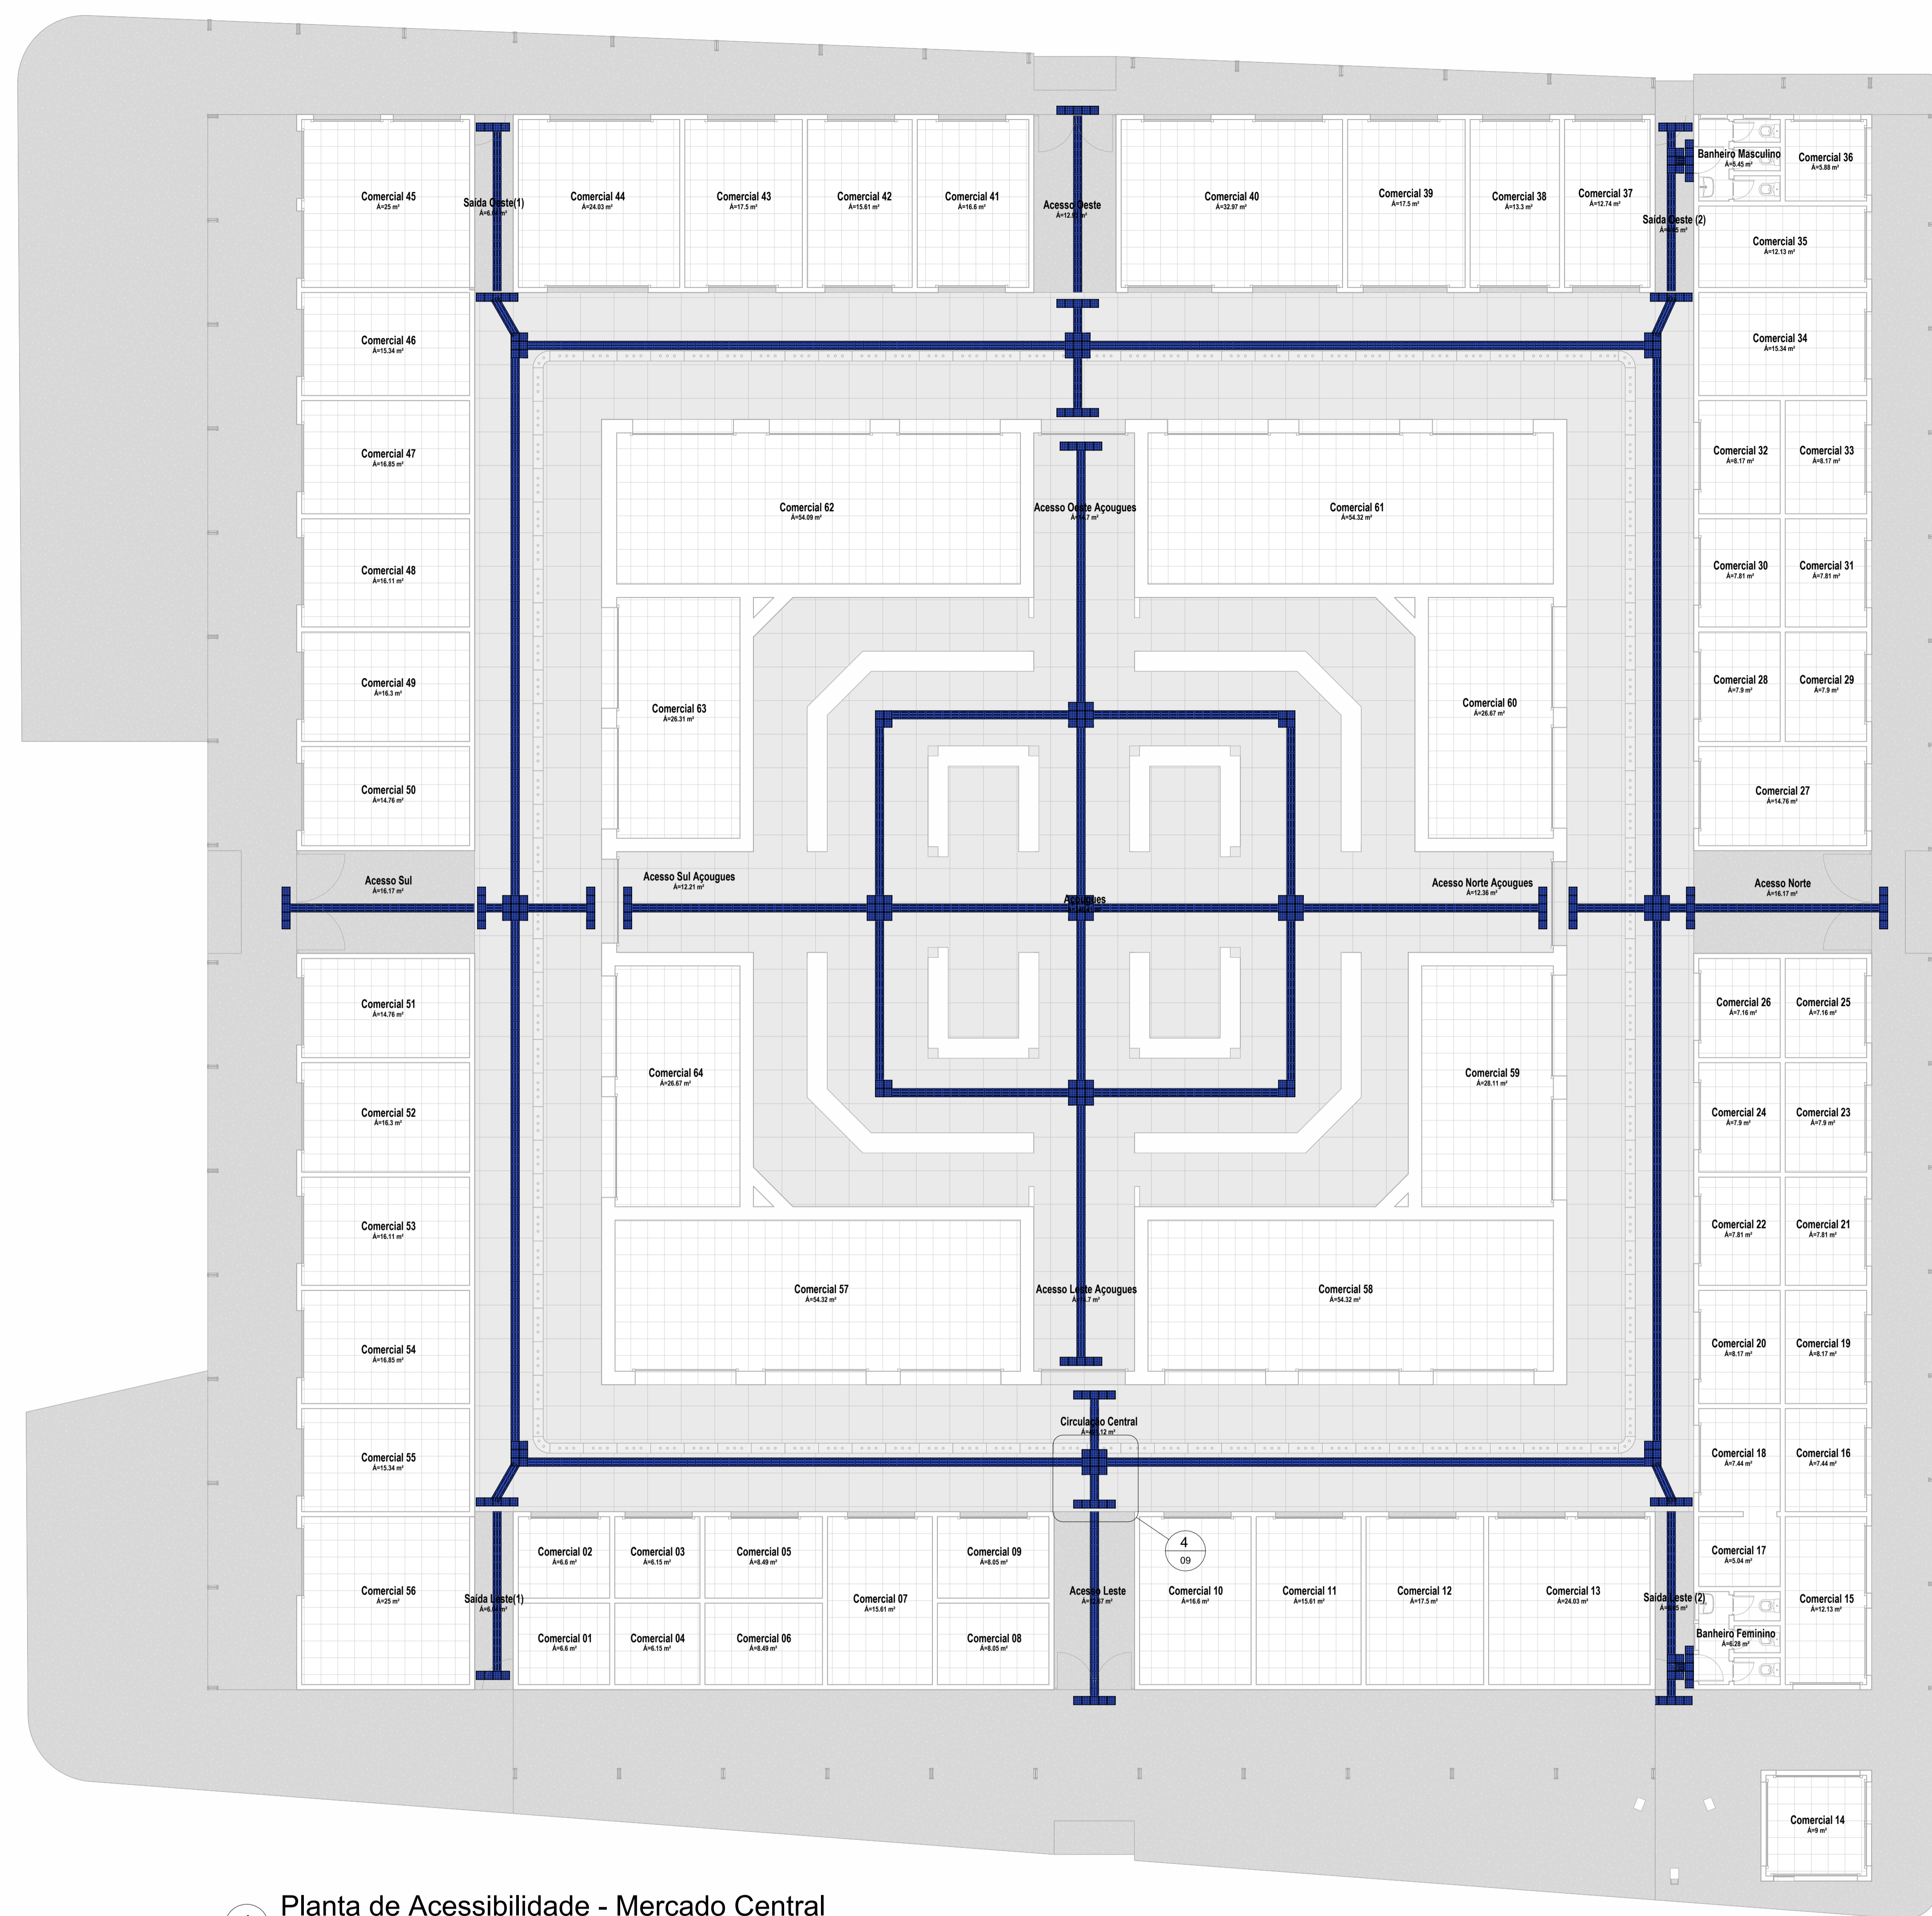 Banheiro Masculino
Á=5.45 m²
Comercial 36
Á=5.88 m²
Comercial 45
Á=25 m²
Saída Oeste(1)
Comercial 44
Á=24.03 m²
Comercial 43
Á=17.5 m²
Comercial 42
Á=15.61 m²
Comercial 41
Á=16.6 m²
Acesso Oeste
Comercial 40
Á=32.97 m²
Comercial 39
Á=17.5 m²
Comercial 38
Á=13.3 m²
Comercial 37
Á=12.74 m²
Saída Oeste (2)
Comercial 35
Á=12.13 m²
Comercial 46
Á=15.34 m²
Comercial 34
Á=15.34 m²
Comercial 47
Á=16.85 m²
Comercial 32
Á=8.17 m²
Comercial 33
Á=8.17 m²
Comercial 62
Á=54.09 m²
Acesso Oeste Açougues
Comercial 61
Á=54.32 m²
Comercial 48
Á=16.11 m²
Comercial 30
Á=7.81 m²
Comercial 31
Á=7.81 m²
Comercial 49
Á=16.3 m²
Comercial 63
Á=26.31 m²
Comercial 60
Á=26.67 m²
Comercial 28
Á=7.9 m²
Comercial 29
Á=7.9 m²
Comercial 50
Á=14.76 m²
Comercial 27
Á=14.76 m²
Acesso Sul
Á=16.17 m²
Acesso Sul Açougues
Á=12.21 m²
Açougues
Acesso Norte Açougues
Á=12.36 m²
Acesso Norte
Á=16.17 m²
Comercial 51
Á=14.76 m²
Comercial 26
Á=7.16 m²
Comercial 25
Á=7.16 m²
Comercial 64
Á=26.67 m²
Comercial 59
Á=28.11 m²
Comercial 52
Á=16.3 m²
Comercial 24
Á=7.9 m²
Comercial 23
Á=7.9 m²
Comercial 53
Á=16.11 m²
Comercial 22
Á=7.81 m²
Comercial 21
Á=7.81 m²
Comercial 57
Á=54.32 m²
Acesso Leste Açougues
Comercial 58
Á=54.32 m²
Comercial 54
Á=16.85 m²
Comercial 20
Á=8.17 m²
Comercial 19
Á=8.17 m²
Circulação Central
Comercial 55
Á=15.34 m²
Comercial 18
Á=7.44 m²
Comercial 16
Á=7.44 m²
4
09
Comercial 02
Á=6.6 m²
Comercial 03
Á=6.15 m²
Comercial 05
Á=8.49 m²
Comercial 09
Á=8.05 m²
Comercial 17
Á=5.04 m²
Comercial 56
Á=25 m²
Saída Leste(1)
Comercial 07
Á=15.61 m²
Acesso Leste
Comercial 10
Á=16.6 m²
Comercial 11
Á=15.61 m²
Comercial 12
Á=17.5 m²
Comercial 13
Á=24.03 m²
Saída Leste (2)
Comercial 15
Á=12.13 m²
Comercial 01
Á=6.6 m²
Comercial 04
Á=6.15 m²
Comercial 06
Á=8.49 m²
Comercial 08
Á=8.05 m²
Banheiro Feminino
Á=6.28 m²
Comercial 14
Á=9 m²
Planta de Acessibilidade - Mercado Central